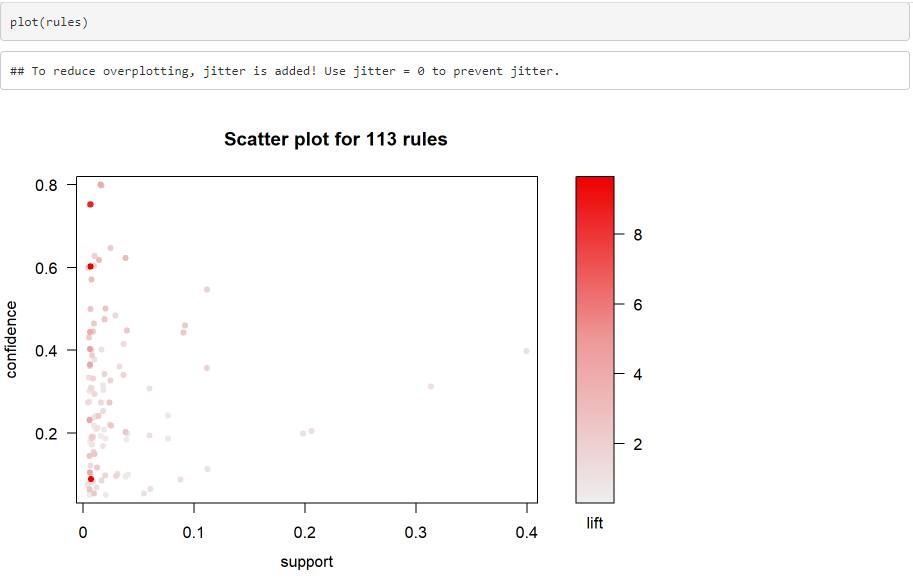 plot(rules)
## To reduce overplotting, jitter is added! Use jitter = 0 to prevent jitter.
Scatter plot for 113 rules
0.8
0.6
0.4
0.2
confidence
0
0.1
0.2
0.3
0.4
support
8
6
4
2
lift